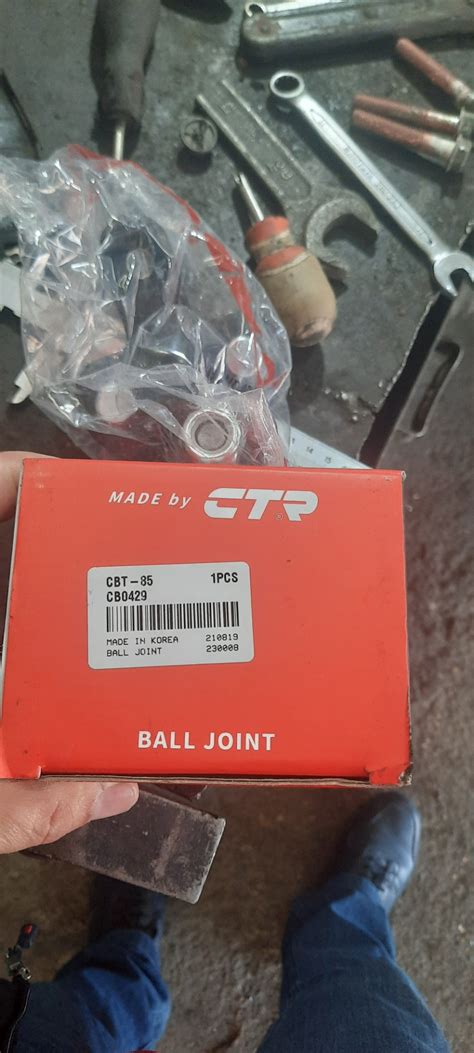 MADE by CTR
CBT-85 1PCS
CB0429
MADE IN KOREA 210819
BALL JOINT 230008
BALL JOINT